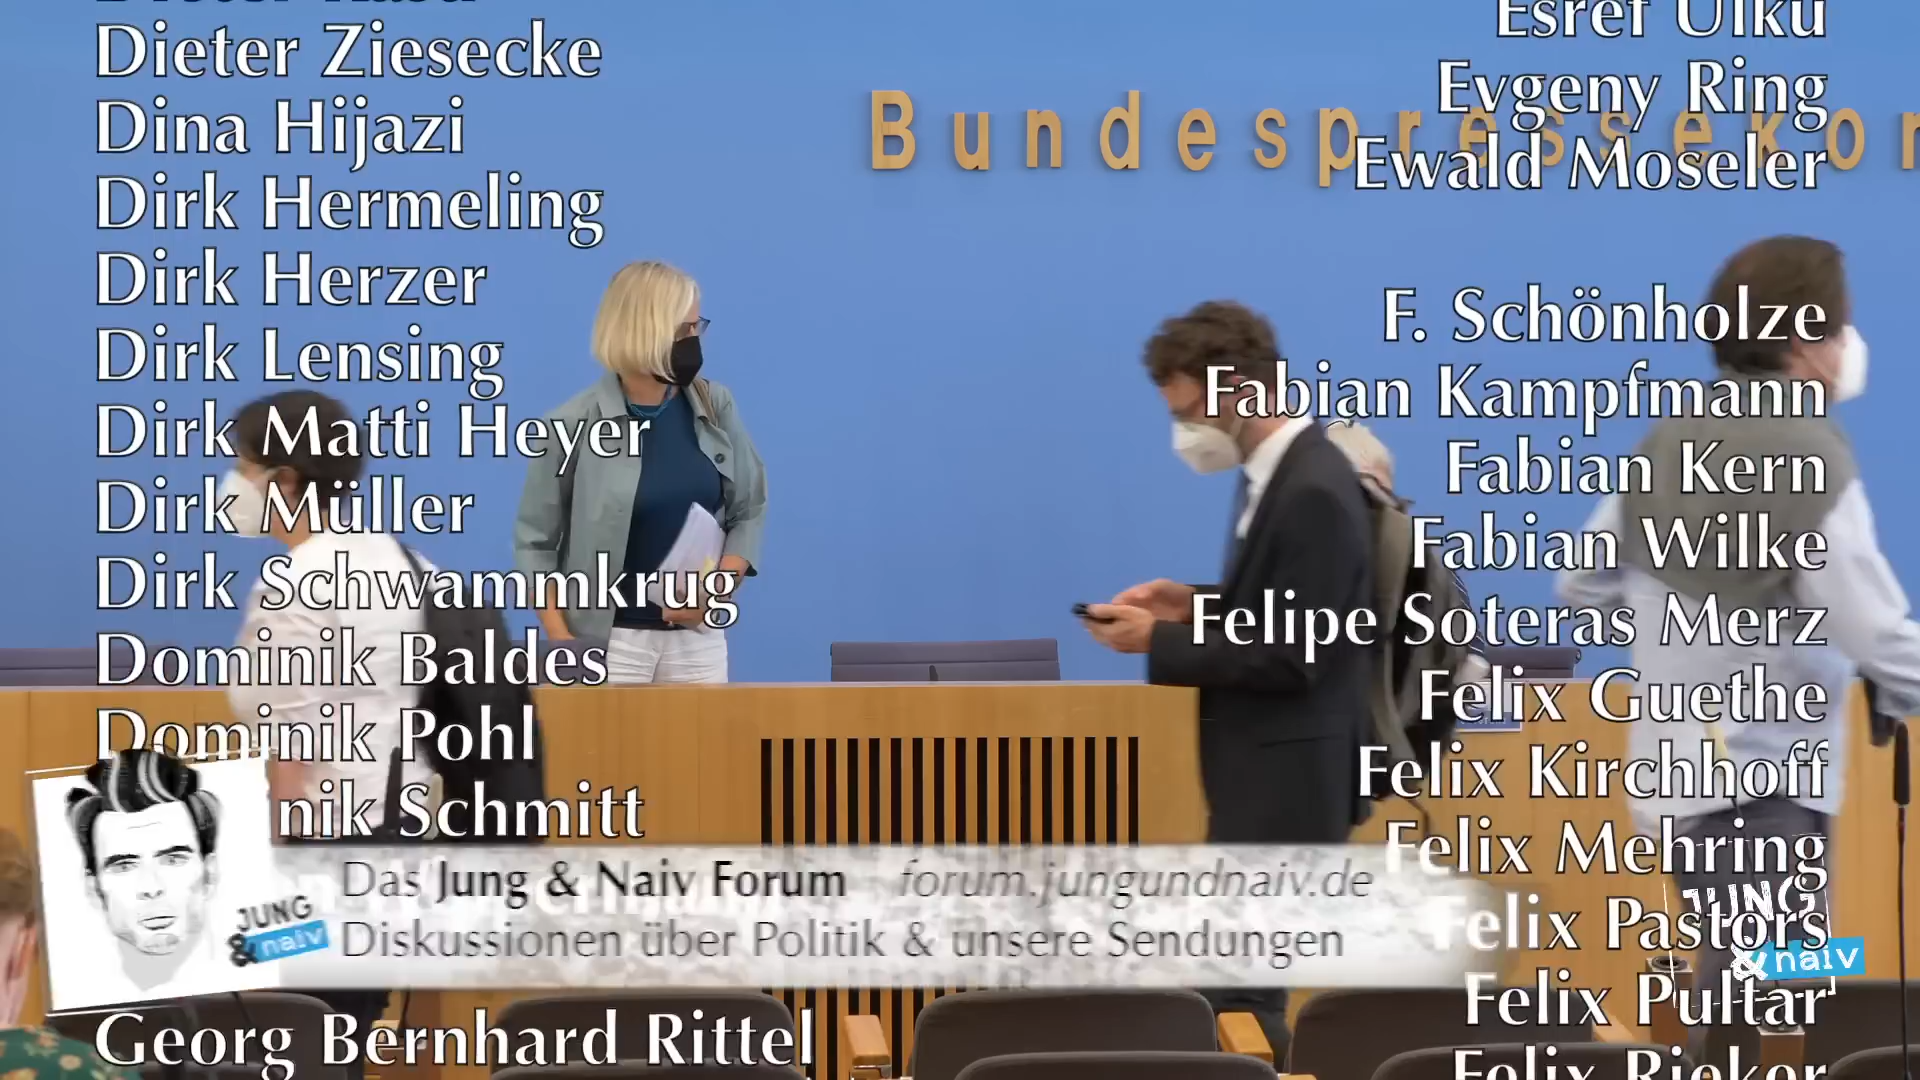 Dieter Ziesecke
Dina Hijazi
Dirk Hermeling
Dirk Herzer
Dirk Lensing
Dirk Matti Heyer
Dirk Müller
Dirk Schwammkrug
Dominik Baldes
Dominik Pohl
nik Schmitt
Georg Bernhard Rittel
Bundespresseko
Esref Ülkü
Evgeny Ring
Ewald Moseler
F. Schönholze
Fabian Kampfmann
Fabian Kern
Fabian Wilke
Felipe Soteras Merz
Felix Guethe
Felix Kirchhoff
Felix Mehring
Felix Pastors
Felix Pultar
Felix Rieker
JUNG
& naiv
Das Jung & Naiv Forum forum.jungundnaiv.de
Diskussionen über Politik & unsere Sendungen
JUNG
& naiv